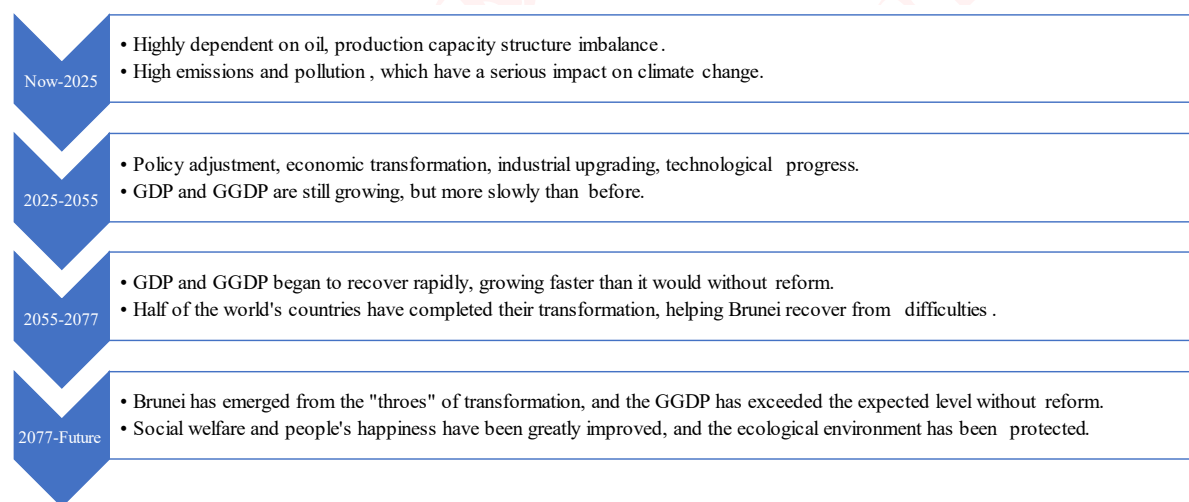 Now-2025
• Highly dependent on oil, production capacity structure imbalance.
• High emissions and pollution , which have a serious impact on climate change.
2025-2055
• Policy adjustment, economic transformation, industrial upgrading, technological progress.
• GDP and GGDP are still growing, but more slowly than before.
2055-2077
• GDP and GGDP began to recover rapidly, growing faster than it would without reform.
• Half of the world's countries have completed their transformation, helping Brunei recover from difficulties .
2077-Future
• Brunei has emerged from the "throes" of transformation, and the GGDP has exceeded the expected level without reform.
• Social welfare and people's happiness have been greatly improved, and the ecological environment has been protected.